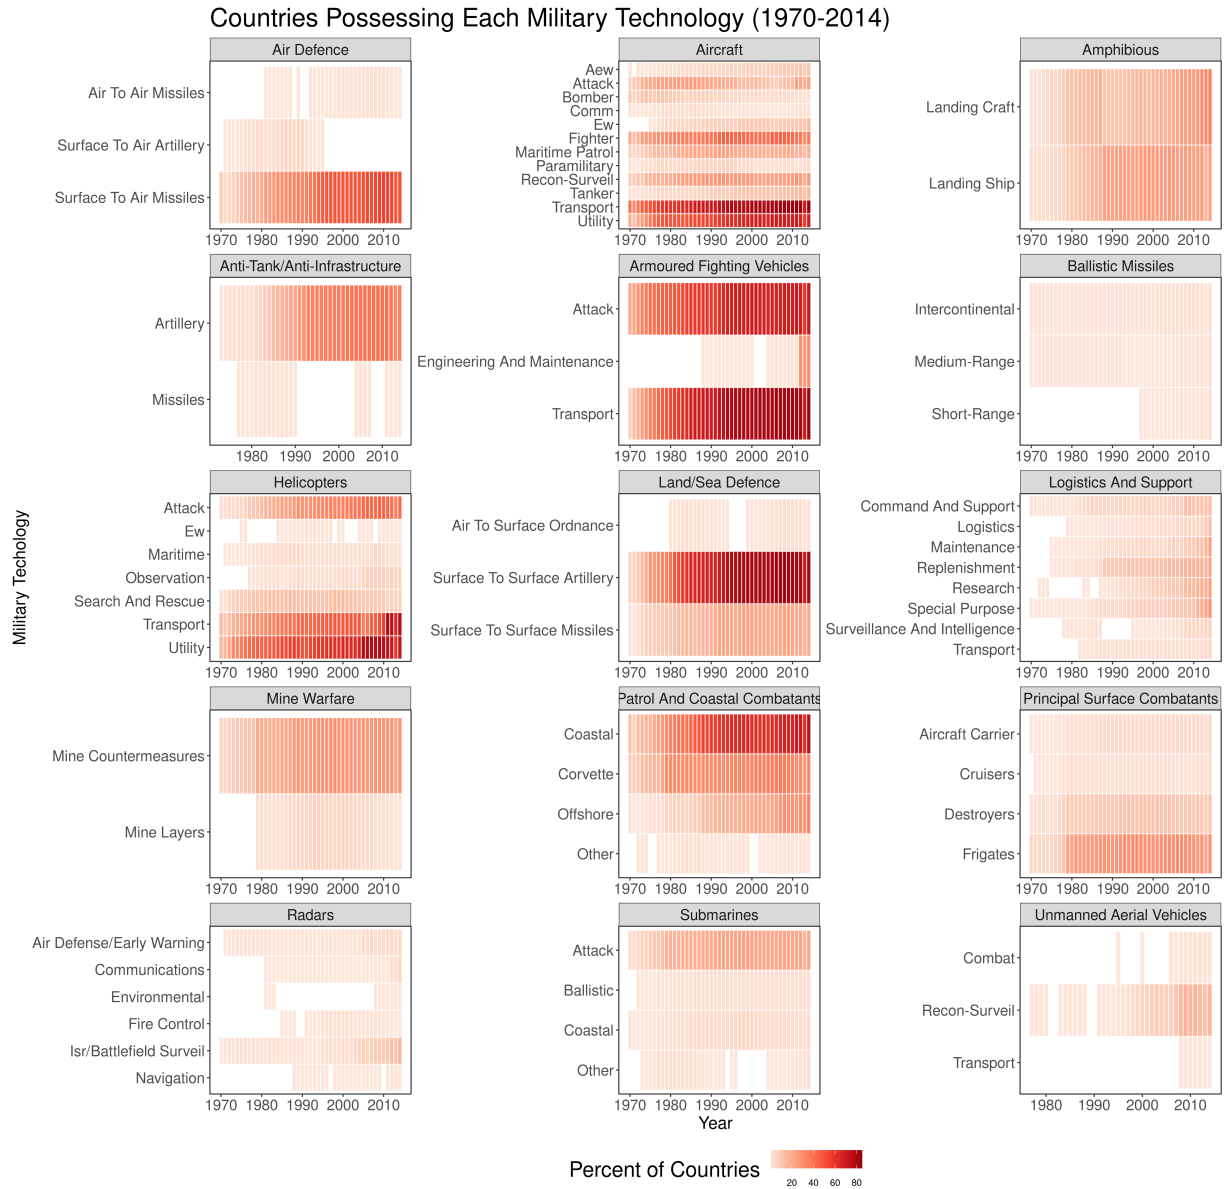 Countries Possessing Each Military Technology (1970-2014)
Air Defence
Air To Air Missiles
Surface To Air Artillery
Surface To Air Missiles
1970 1980 1990 2000 2010
Aircraft
Aew
Attack
Bomber
Comm
Ew
Fighter
Maritime Patrol
Paramilitary
Recon-Surveil
Tanker
Transport
Utility
1970 1980 1990 2000 2010
Amphibious
Landing Craft
Landing Ship
1970 1980 1990 2000 2010
Anti-Tank/Anti-Infrastructure
Artillery
Missiles
1980 1990 2000 2010
Armoured Fighting Vehicles
Attack
Engineering And Maintenance
Transport
1970 1980 1990 2000 2010
Ballistic Missiles
Intercontinental
Medium-Range
Short-Range
1970 1980 1990 2000 2010
Military Techology
Helicopters
Attack
Ew
Maritime
Observation
Search And Rescue
Transport
Utility
1970 1980 1990 2000 2010
Land/Sea Defence
Air To Surface Ordnance
Surface To Surface Artillery
Surface To Surface Missiles
1970 1980 1990 2000 2010
Logistics And Support
Command And Support
Logistics
Maintenance
Replenishment
Research
Special Purpose
Surveillance And Intelligence
Transport
1970 1980 1990 2000 2010
Mine Warfare
Mine Countermeasures
Mine Layers
1970 1980 1990 2000 2010
Patrol And Coastal Combatants
Coastal
Corvette
Offshore
Other
1970 1980 1990 2000 2010
Principal Surface Combatants
Aircraft Carrier
Cruisers
Destroyers
Frigates
1970 1980 1990 2000 2010
Radars
Air Defense/Early Warning
Communications
Environmental
Fire Control
Isr/Battlefield Surveil
Navigation
1970 1980 1990 2000 2010
Submarines
Attack
Ballistic
Coastal
Other
1970 1980 1990 2000 2010
Unmanned Aerial Vehicles
Combat
Recon-Surveil
Transport
1980 1990 2000 2010
Year
Percent of Countries
20 40 60 80